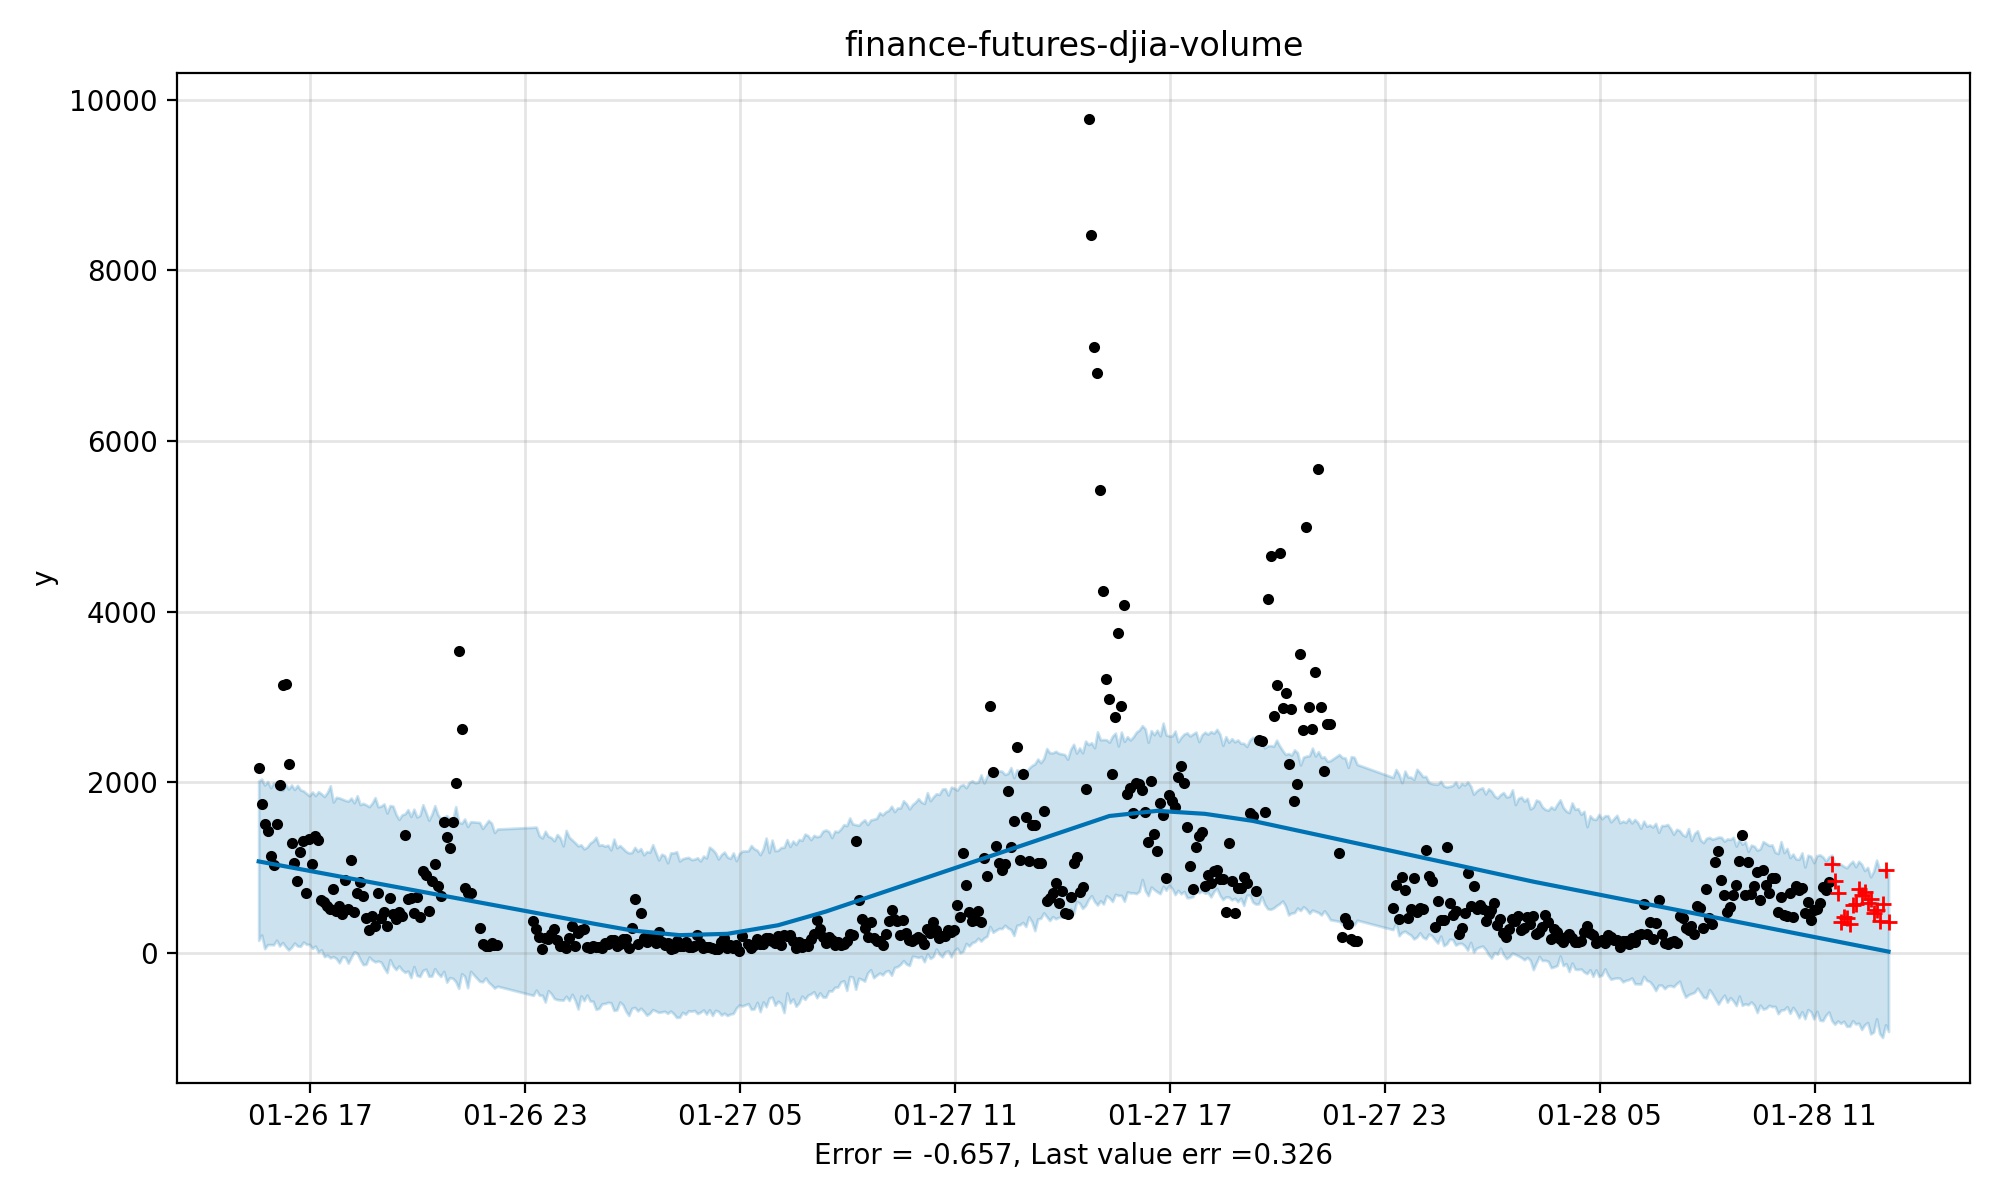 finance-futures-djia-volume
10000
8000
6000
4000
2000
0
y
01-26 17 01-26 23 01-27 05 01-27 11 01-27 17 01-27 23 01-28 05 01-28 11
Error = -0.657, Last value err =0.326